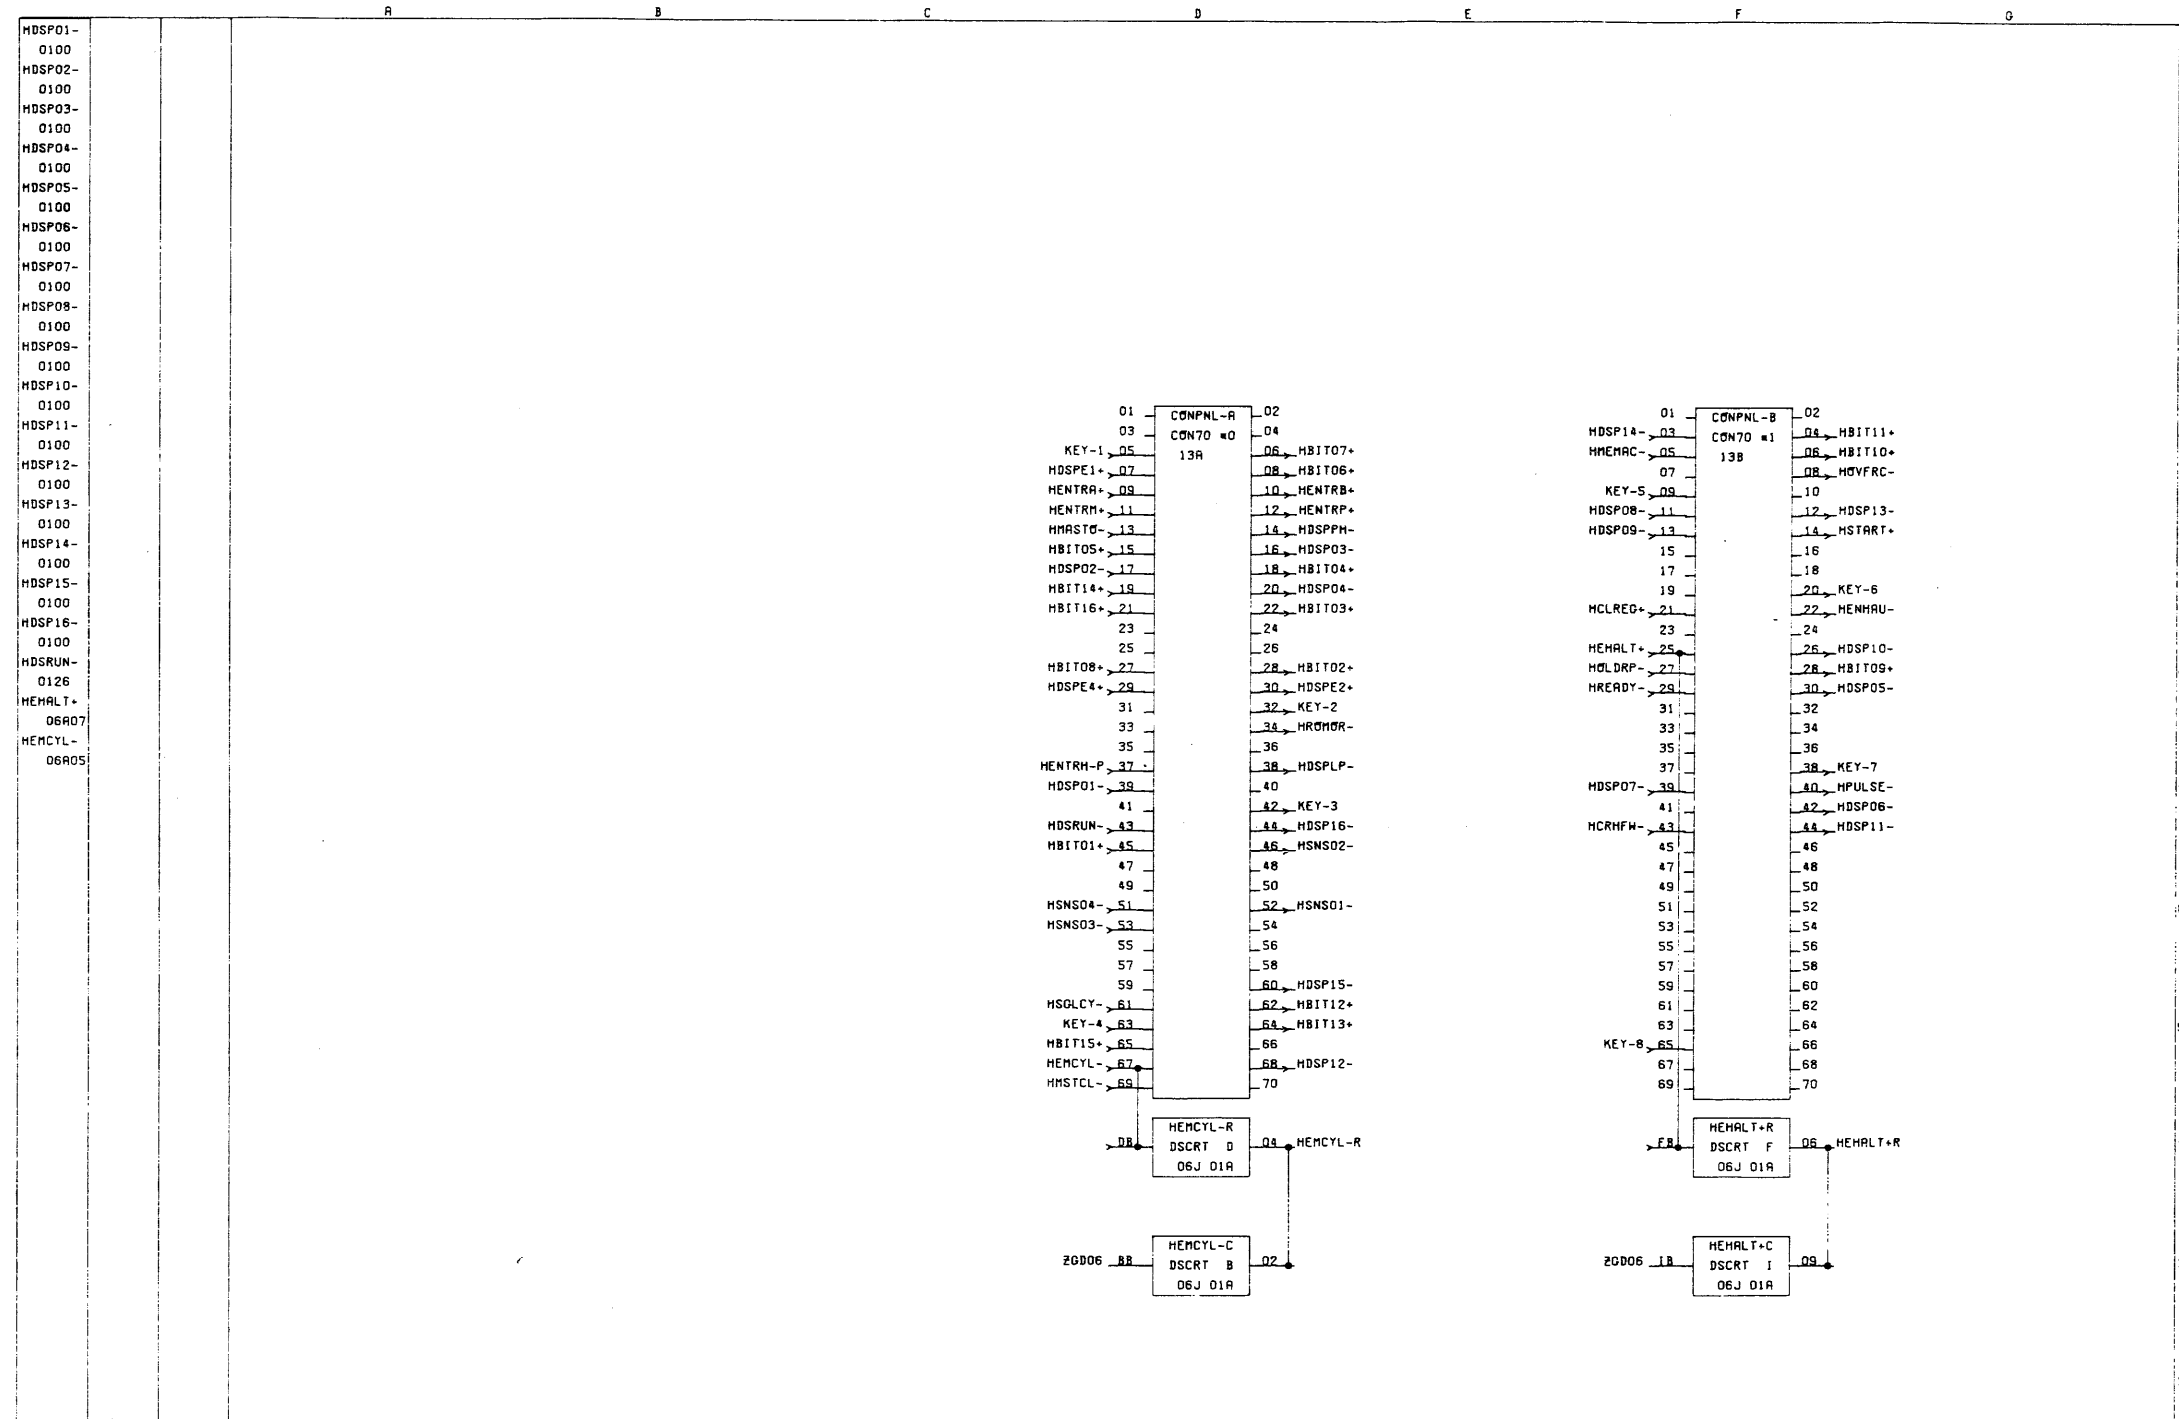 A B C D E F G
HDSP01-
0100
HDSP02-
0100
HDSP03-
0100
HDSP04-
0100
HDSP05-
0100
HDSP06-
0100
HDSP07-
0100
HDSP08-
0100
HDSP09-
0100
HDSP10-
0100
HDSP11-
0100
HDSP12-
0100
HDSP13-
0100
HDSP14-
0100
HDSP15-
0100
HDSP16-
0100
HDSRUN-
0126
HEHALT+
06A07
HEMCYL-
06A05
01 CONPNL-A 02
03 CON70 *0 04
KEY-1 05 13A 06 HBIT07+
HDSPE1+ 07 08 HBIT06+
HENTRA+ 09 10 HENTRB+
HENTRM+ 11 12 HENTRP+
HMASTO- 13 14 HDSPPM-
HBIT05+ 15 16 HDSP03-
HDSP02- 17 18 HBIT04+
HBIT14+ 19 20 HDSP04-
HBIT16+ 21 22 HBIT03+
23 24
25 26
HBIT08+ 27 28 HBIT02+
HDSPE4+ 29 30 HDSPE2+
31 32 KEY-2
33 34 HROMOR-
35 36
HENTRH-P 37 38 HDSPLP-
HDSP01- 39 40
41 42 KEY-3
HDSRUN- 43 44 HDSP16-
HBIT01+ 45 46 HSNS02-
47 48
49 50
HSNS04- 51 52 HSNS01-
HSNS03- 53 54
55 56
57 58
59 60 HDSP15-
HSGLCY- 61 62 HBIT12+
KEY-4 63 64 HBIT13+
HBIT15+ 65 66
HEMCYL- 67 68 HDSP12-
HMSTCL- 69 70
HEMCYL-R
DB DSCRT D 04 HEMCYL-R
06J 01A
HEMCYL-C
ZGD06 BB DSCRT B 02
06J 01A
01 CONPNL-B 02
HDSP14- 03 CON70 *1 04 HBIT11+
HMEMAC- 05 13B 06 HBIT10+
07 08 HOVFRC-
KEY-5 09 10
HDSP08- 11 12 HDSP13-
HDSP09- 13 14 HSTART+
15 16
17 18
19 20 KEY-6
HCLREG+ 21 22 HENHAU-
23 24
HEHALT+ 25 26 HDSP10-
HOLDRP- 27 28 HBIT09+
HREADY- 29 30 HDSP05-
31 32
33 34
35 36
37 38 KEY-7
HDSP07- 39 40 HPULSE-
41 42 HDSP06-
HCRHFW- 43 44 HDSP11-
45 46
47 48
49 50
51 52
53 54
55 56
57 58
59 60
61 62
63 64
KEY-8 65 66
67 68
69 70
HEHALT+R
FB DSCRT F 06 HEHALT+R
06J 01A
HEHALT+C
ZGD06 IB DSCRT I 09
06J 01A